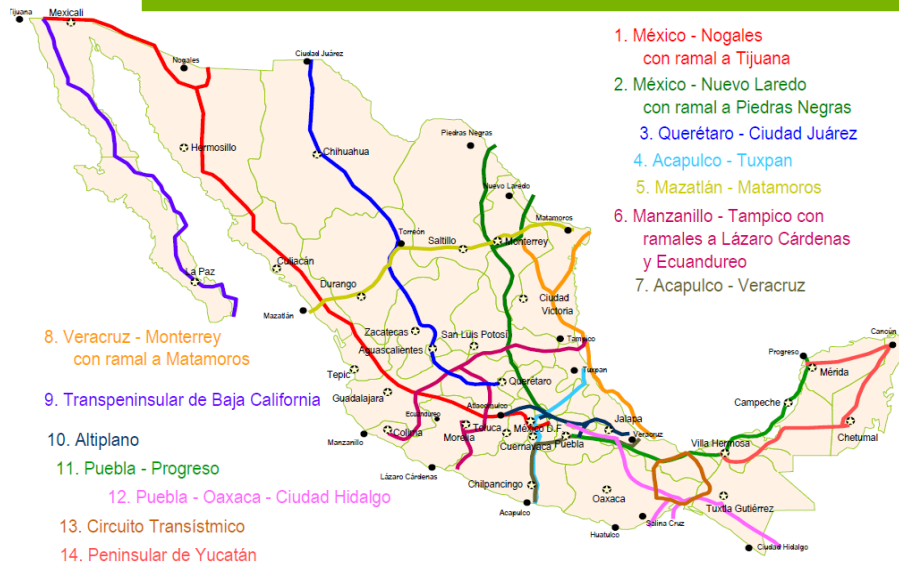 1. México - Nogales
con ramal a Tijuana
2. México - Nuevo Laredo
con ramal a Piedras Negras
3. Querétaro - Ciudad Juárez
4. Acapulco - Tuxpan
5. Mazatlán - Matamoros
6. Manzanillo - Tampico con
ramales a Lázaro Cárdenas
y Ecuandureo
7. Acapulco - Veracruz
8. Veracruz - Monterrey
con ramal a Matamoros
9. Transpeninsular de Baja California
10. Altiplano
11. Puebla - Progreso
12. Puebla - Oaxaca - Ciudad Hidalgo
13. Circuito Transístmico
14. Peninsular de Yucatán
Tijuana
Mexicali
Nogales
Ciudad Juárez
Hermosillo
Chihuahua
Piedras Negras
Nuevo Laredo
Matamoros
Torreón
Saltillo
Monterrey
Culiacán
La Paz
Durango
Mazatlán
Ciudad
Victoria
Zacatecas
San Luis Potosí
Tampico
Aguascalientes
Tepic
Querétaro
Tuxpan
Guadalajara
Atlacomulco
Ecuandureo
Colima
Manzanillo
Morelia
Toluca
México D.F.
Jalapa
Veracruz
Cuernavaca
Puebla
Lázaro Cárdenas
Chilpancingo
Acapulco
Oaxaca
Huatulco
Salina Cruz
Villa Hermosa
Tuxtla Gutiérrez
Ciudad Hidalgo
Progreso
Cancún
Mérida
Campeche
Chetumal